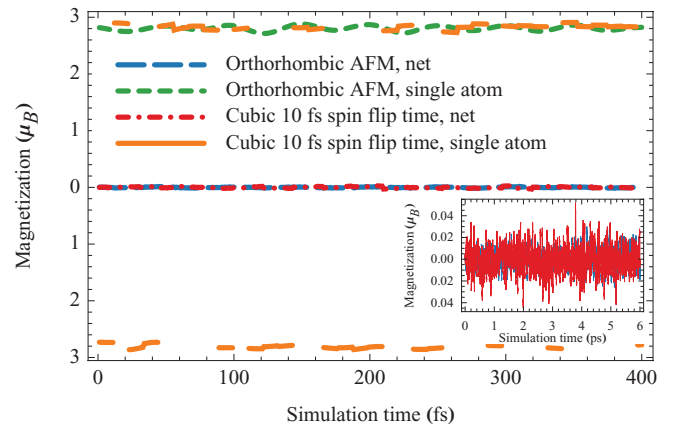 3
2
1
0
1
2
3
Magnetization (μB)
Orthorhombic AFM, net
Orthorhombic AFM, single atom
Cubic 10 fs spin flip time, net
Cubic 10 fs spin flip time, single atom
0.04
0.02
0.00
0.02
0.04
Magnetization (μB)
0 1 2 3 4 5 6
Simulation time (ps)
0 100 200 300 400
Simulation time (fs)